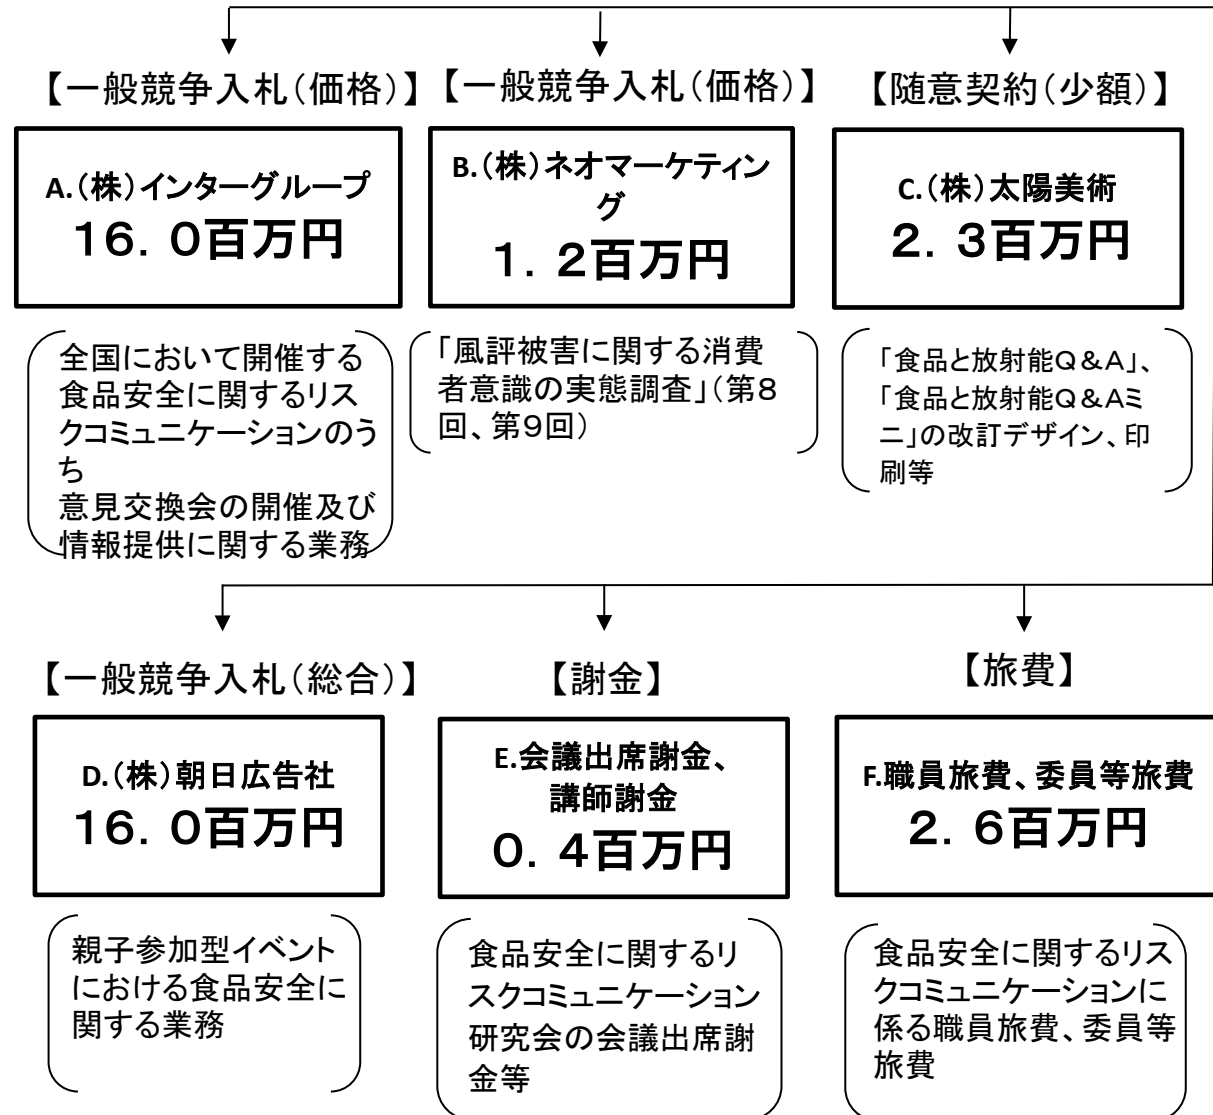 【一般競争入札（価格）】
【一般競争入札（価格）】
【随意契約（少額）】
A.（株）インターグループ
１６．０百万円
B.（株）ネオマーケティン
グ
１．２百万円
C.（株）太陽美術
２．３百万円
全国において開催する
食品安全に関するリス
クコミュニケーションのう
ち
意見交換会の開催及び
情報提供に関する業務
「風評被害に関する消費
者意識の実態調査」（第８
回、第９回）
「食品と放射能Ｑ＆Ａ」、
「食品と放射能Ｑ＆Ａミ
ニ」の改訂デザイン、印
刷等
【一般競争入札（総合）】
【謝金】
【旅費】
D.（株）朝日広告社
１６．０百万円
E.会議出席謝金、
講師謝金
０．４百万円
F.職員旅費、委員等旅費
２．６百万円
親子参加型イベント
における食品安全に
関する業務
食品安全に関するリ
スクコミュニケーション
研究会の会議出席謝
金等
食品安全に関するリス
クコミュニケーションに
係る職員旅費、委員等
旅費